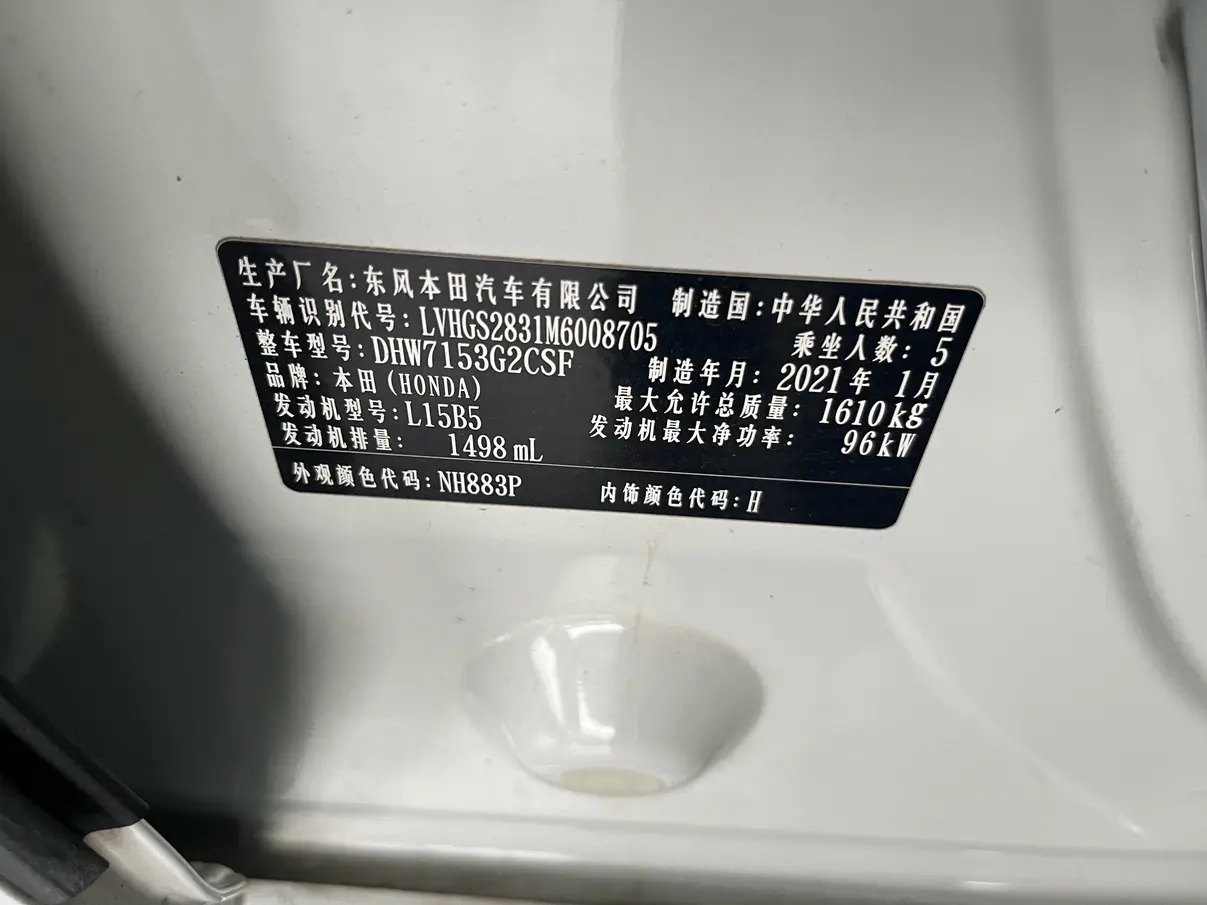 生产厂名：东风本田汽车有限公司 制造国：中华人民共和国
车辆识别代号：LVHGS2831M6008705 乘坐人数：5
整车型号：DHW7153G2CSF 制造年月：2021年 1月
品牌：本田(HONDA) 最大允许总质量：1610kg
发动机型号：L15B5 发动机最大净功率：96kW
发动机排量：1498mL
外观颜色代码：NH883P 内饰颜色代码：H